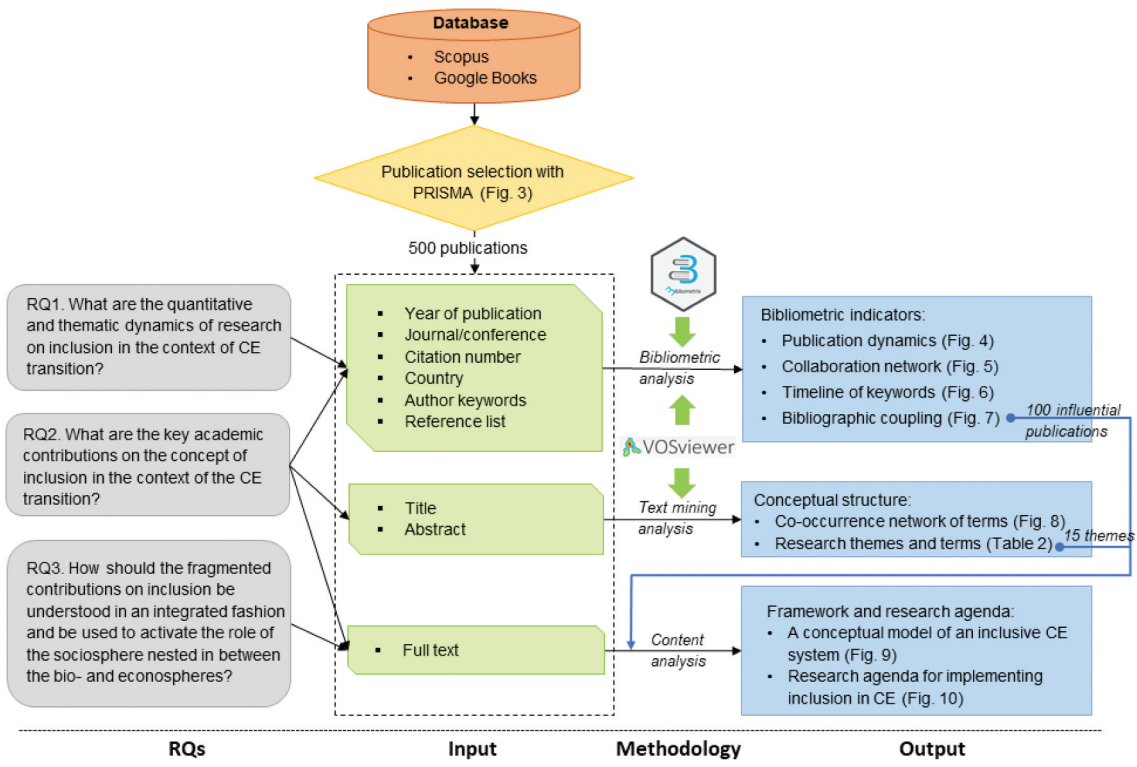 Database
• Scopus
• Google Books
Publication selection with
PRISMA (Fig. 3)
500 publications
RQ1. What are the quantitative
and thematic dynamics of research
on inclusion in the context of CE
transition?
RQ2. What are the key academic
contributions on the concept of
inclusion in the context of the CE
transition?
RQ3. How should the fragmented
contributions on inclusion be
understood in an integrated fashion
and be used to activate the role of
the sociosphere nested in between
the bio- and econospheres?
▪ Year of publication
▪ Journal/conference
▪ Citation number
▪ Country
▪ Author keywords
▪ Reference list
▪ Title
▪ Abstract
▪ Full text
bibliometrix
Bibliometric
analysis
VOSviewer
Text mining
analysis
Content
analysis
Bibliometric indicators:
• Publication dynamics (Fig. 4)
• Collaboration network (Fig. 5)
• Timeline of keywords (Fig. 6)
• Bibliographic coupling (Fig. 7)
100 influential
publications
Conceptual structure:
• Co-occurrence network of terms (Fig. 8)
• Research themes and terms (Table 2)
15 themes
Framework and research agenda:
• A conceptual model of an inclusive CE
system (Fig. 9)
• Research agenda for implementing
inclusion in CE (Fig. 10)
RQs
Input
Methodology
Output